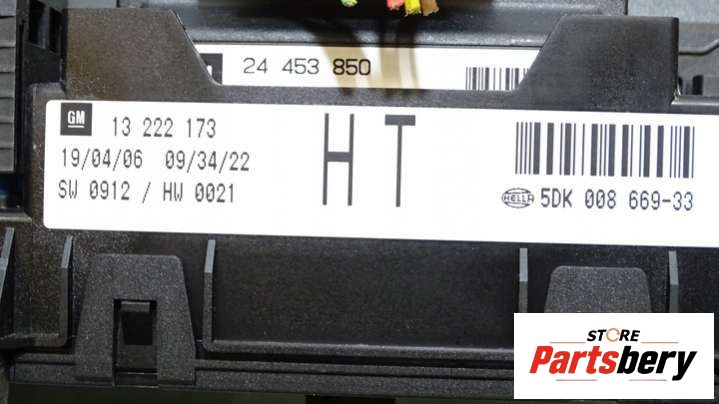 24 453 850
GM
13 222 173
19/04/06 09/34/22
SW 0912 / HW 0021
HT
HELLA 5DK 008 669-33
STORE
Partsbery